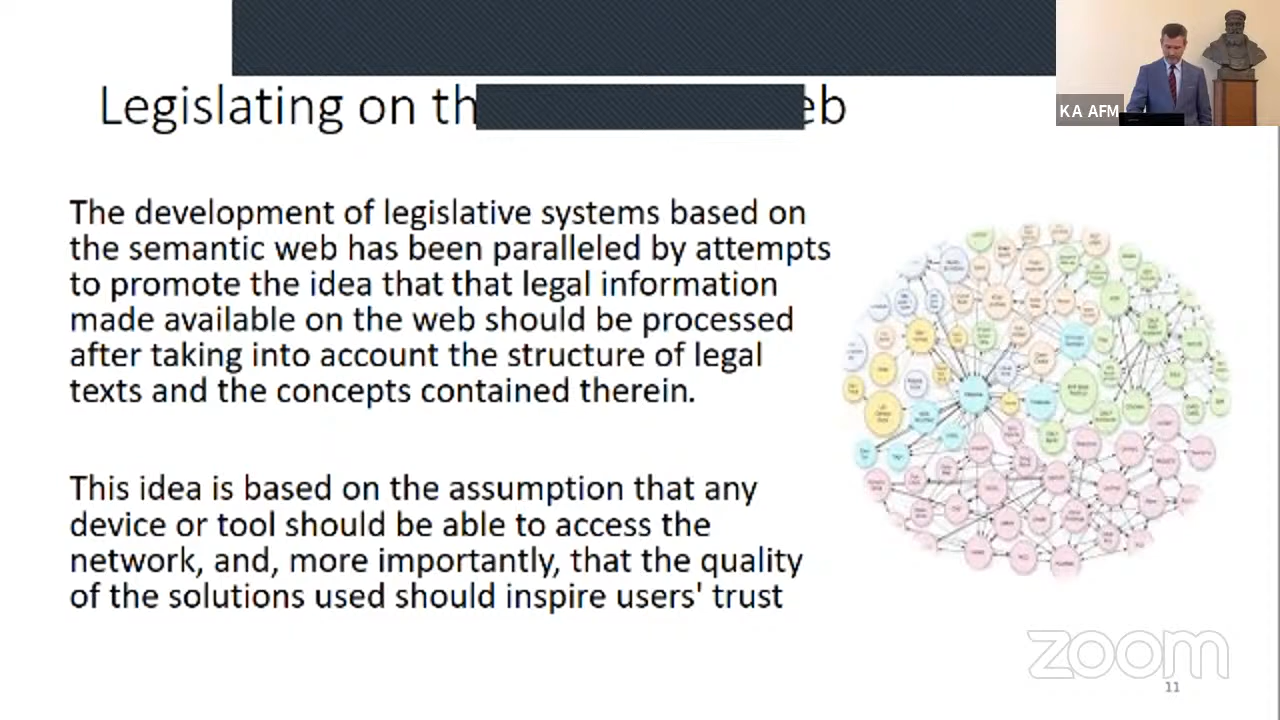 Legislating on th eb
KA AFM
The development of legislative systems based on
the semantic web has been paralleled by attempts
to promote the idea that that legal information
made available on the web should be processed
after taking into account the structure of legal
texts and the concepts contained therein.
This idea is based on the assumption that any
device or tool should be able to access the
network, and, more importantly, that the quality
of the solutions used should inspire users' trust
zoom
11